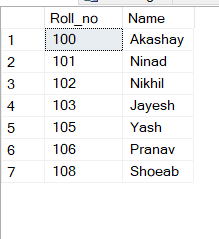 Roll_no Name
1 100 Akashay
2 101 Ninad
3 102 Nikhil
4 103 Jayesh
5 105 Yash
6 106 Pranav
7 108 Shoeab